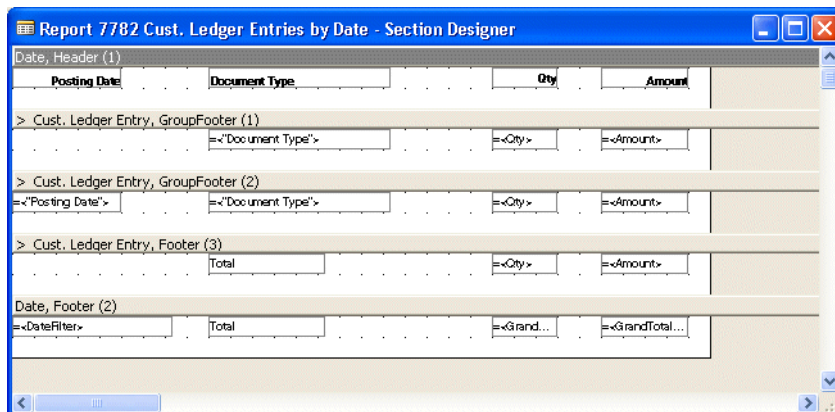 Report 7782 Cust. Ledger Entries by Date - Section Designer
Date, Header (1)
Posting Date Document Type Qty Amount
> Cust. Ledger Entry, GroupFooter (1)
=<"Document Type"> =<Qty> =<Amount>
> Cust. Ledger Entry, GroupFooter (2)
=<"Posting Date"> =<"Document Type"> =<Qty> =<Amount>
> Cust. Ledger Entry, Footer (3)
Total =<Qty> =<Amount>
Date, Footer (2)
=<DateFilter> Total =<Grand... =<GrandTotal...